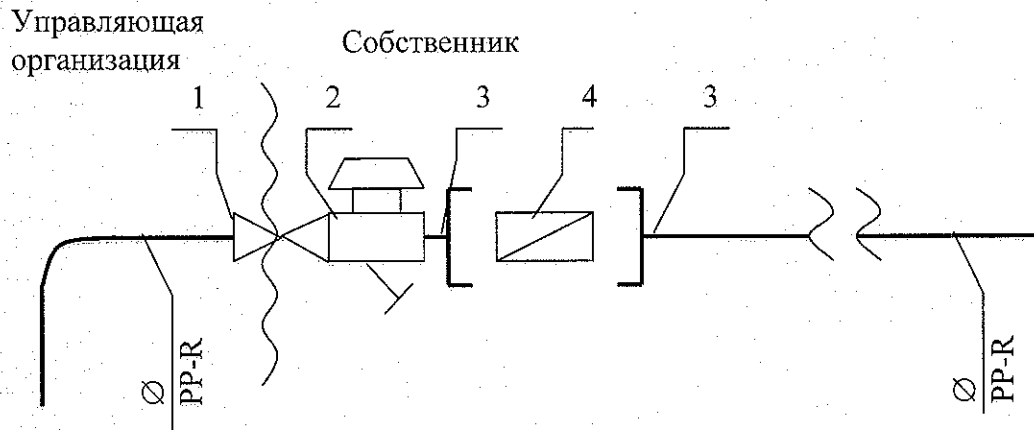 Управляющая
организация
Собственник
1
2
3
4
3
Ø
PP-R
Ø
PP-R